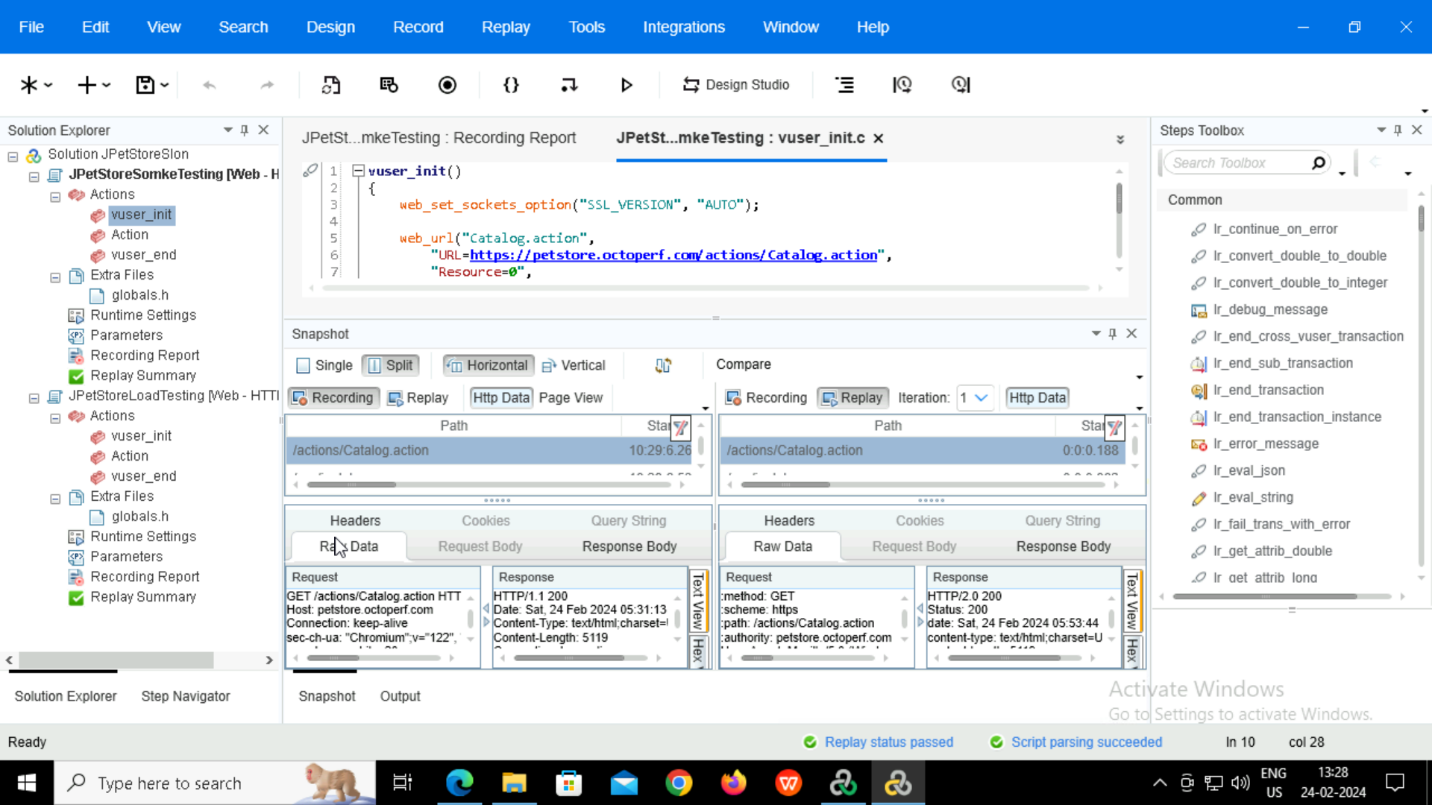 File Edit View Search Design Record Replay Tools Integrations Window Help
Design Studio
Solution Explorer
Solution JPetStoreSlon
JPetStoreSomkeTesting [Web - H
Actions
vuser_init
Action
vuser_end
Extra Files
globals.h
Runtime Settings
Parameters
Recording Report
Replay Summary
JPetStoreLoadTesting [Web - HTTI
Actions
vuser_init
Action
vuser_end
Extra Files
globals.h
Runtime Settings
Parameters
Recording Report
Replay Summary
Solution Explorer Step Navigator
JPetSt...mkeTesting : Recording Report JPetSt...mkeTesting : vuser_init.c
1 vuser_init()
2 {
3 web_set_sockets_option("SSL_VERSION", "AUTO");
4
5 web_url("Catalog.action",
6 "URL=https://petstore.octoperf.com/actions/Catalog.action",
7 "Resource=0",
Snapshot
Single Split Horizontal Vertical Compare
Recording Replay Http Data Page View
Path Star
/actions/Catalog.action 10:29:6.26
Headers Cookies Query String
Raw Data Request Body Response Body
Request
GET /actions/Catalog.action HTT
Host: petstore.octoperf.com
Connection: keep-alive
sec-ch-ua: "Chromium";v="122",
Response
HTTP/1.1 200
Date: Sat, 24 Feb 2024 05:31:13
Content-Type: text/html;charset=
Content-Length: 5119
Text View
Hex
Recording Replay Iteration: 1 Http Data
Path Star
/actions/Catalog.action 0:0:0.188
Headers Cookies Query String
Raw Data Request Body Response Body
Request
:method: GET
:scheme: https
:path: /actions/Catalog.action
:authority: petstore.octoperf.com
Response
HTTP/2.0 200
Status: 200
date: Sat, 24 Feb 2024 05:53:44
content-type: text/html;charset=U
Text View
Hex
Snapshot Output
Steps Toolbox
Search Toolbox
Common
lr_continue_on_error
lr_convert_double_to_double
lr_convert_double_to_integer
lr_debug_message
lr_end_cross_vuser_transaction
lr_end_sub_transaction
lr_end_transaction
lr_end_transaction_instance
lr_error_message
lr_eval_json
lr_eval_string
lr_fail_trans_with_error
lr_get_attrib_double
lr_get_attrib_long
Activate Windows
Go to Settings to activate Windows.
Ready Replay status passed Script parsing succeeded ln 10 col 28
Type here to search
ENG
US
13:28
24-02-2024